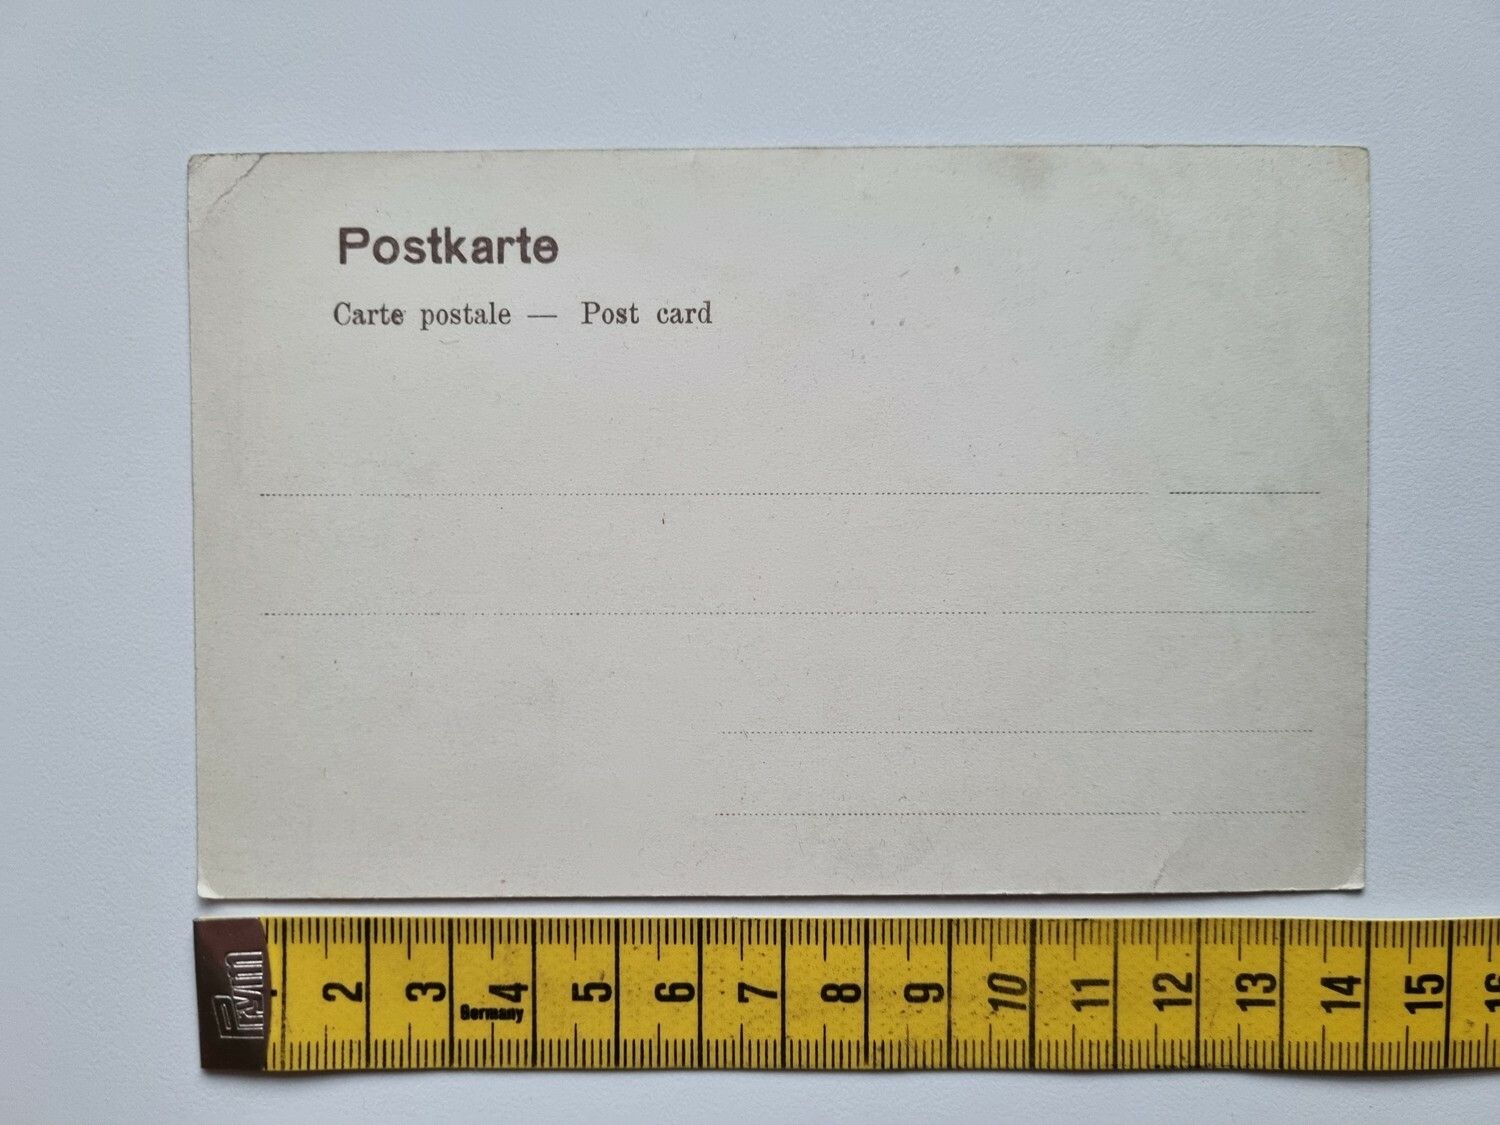 Postkarte
Carte postale — Post card
Prym
2 3 4 5 6 7 8 9 10 11 12 13 14 15 16
Germany